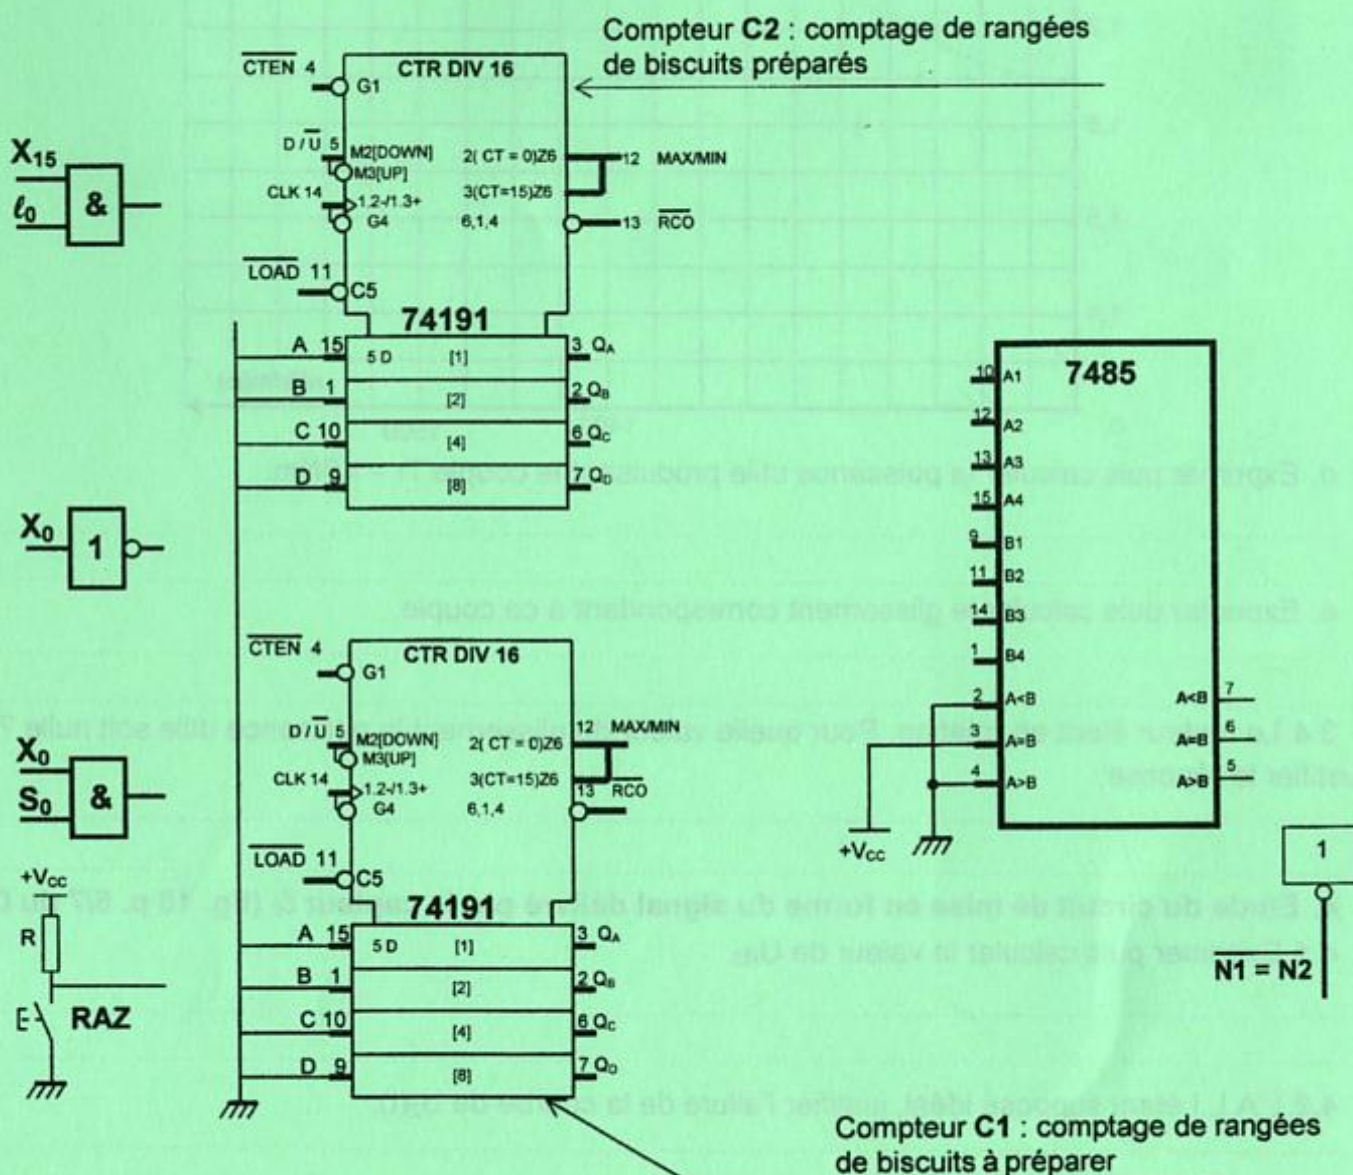 Compteur C2 : comptage de rangées
de biscuits préparés
CTEN 4
CTR DIV 16
G1
D / U 5
M2[DOWN]
M3[UP]
2( CT = 0)Z6
12 MAX/MIN
CLK 14
1.2-/1.3+
3(CT=15)Z6
G4
6,1,4
13 RCO
LOAD 11
C5
74191
A 15
5 D
[1]
3 QA
B 1
[2]
2 QB
C 10
[4]
6 QC
D 9
[8]
7 QD
X15
ℓ0
&
X0
1
X0
S0
&
+VCC
R
RAZ
CTEN 4
CTR DIV 16
G1
D / U 5
M2[DOWN]
M3[UP]
2( CT = 0)Z6
12 MAX/MIN
CLK 14
1.2-/1.3+
3(CT=15)Z6
13 RCO
G4
6,1,4
LOAD 11
C5
74191
A 15
5 D
[1]
3 QA
B 1
[2]
2 QB
C 10
[4]
6 QC
D 9
[8]
7 QD
7485
10 A1
12 A2
13 A3
15 A4
9 B1
11 B2
14 B3
1 B4
2 A<B
A<B 7
3 A=B
A=B 6
4 A>B
A>B 5
+VCC
1
N1 = N2
Compteur C1 : comptage de rangées
de biscuits à préparer